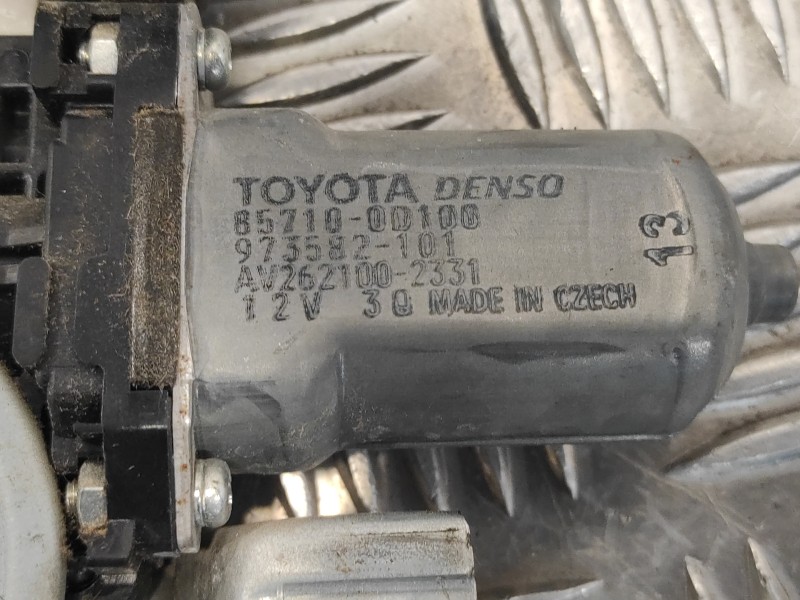 TOYOTA DENSO
85710-0D100
973582-101
AV262100-2331
12V 30 MADE IN CZECH
13